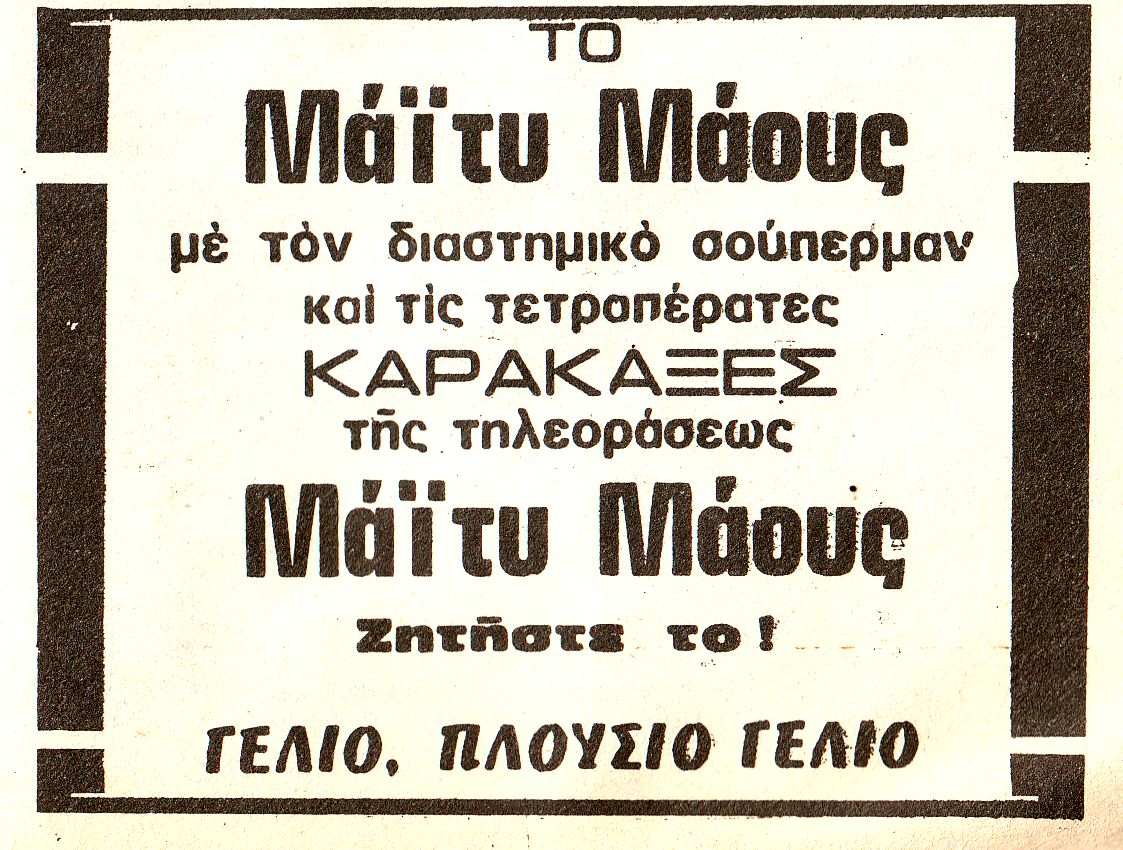 ΤΟ
Μάϊτυ Μάους
μὲ τὸν διαστημικὸ σούπερμαν
καὶ τὶς τετραπέρατες
ΚΑΡΑΚΑΞΕΣ
τῆς τηλεοράσεως
Μάϊτυ Μάους
Ζητῆστε το!
ΓΕΛΙΟ, ΠΛΟΥΣΙΟ ΓΕΛΙΟ